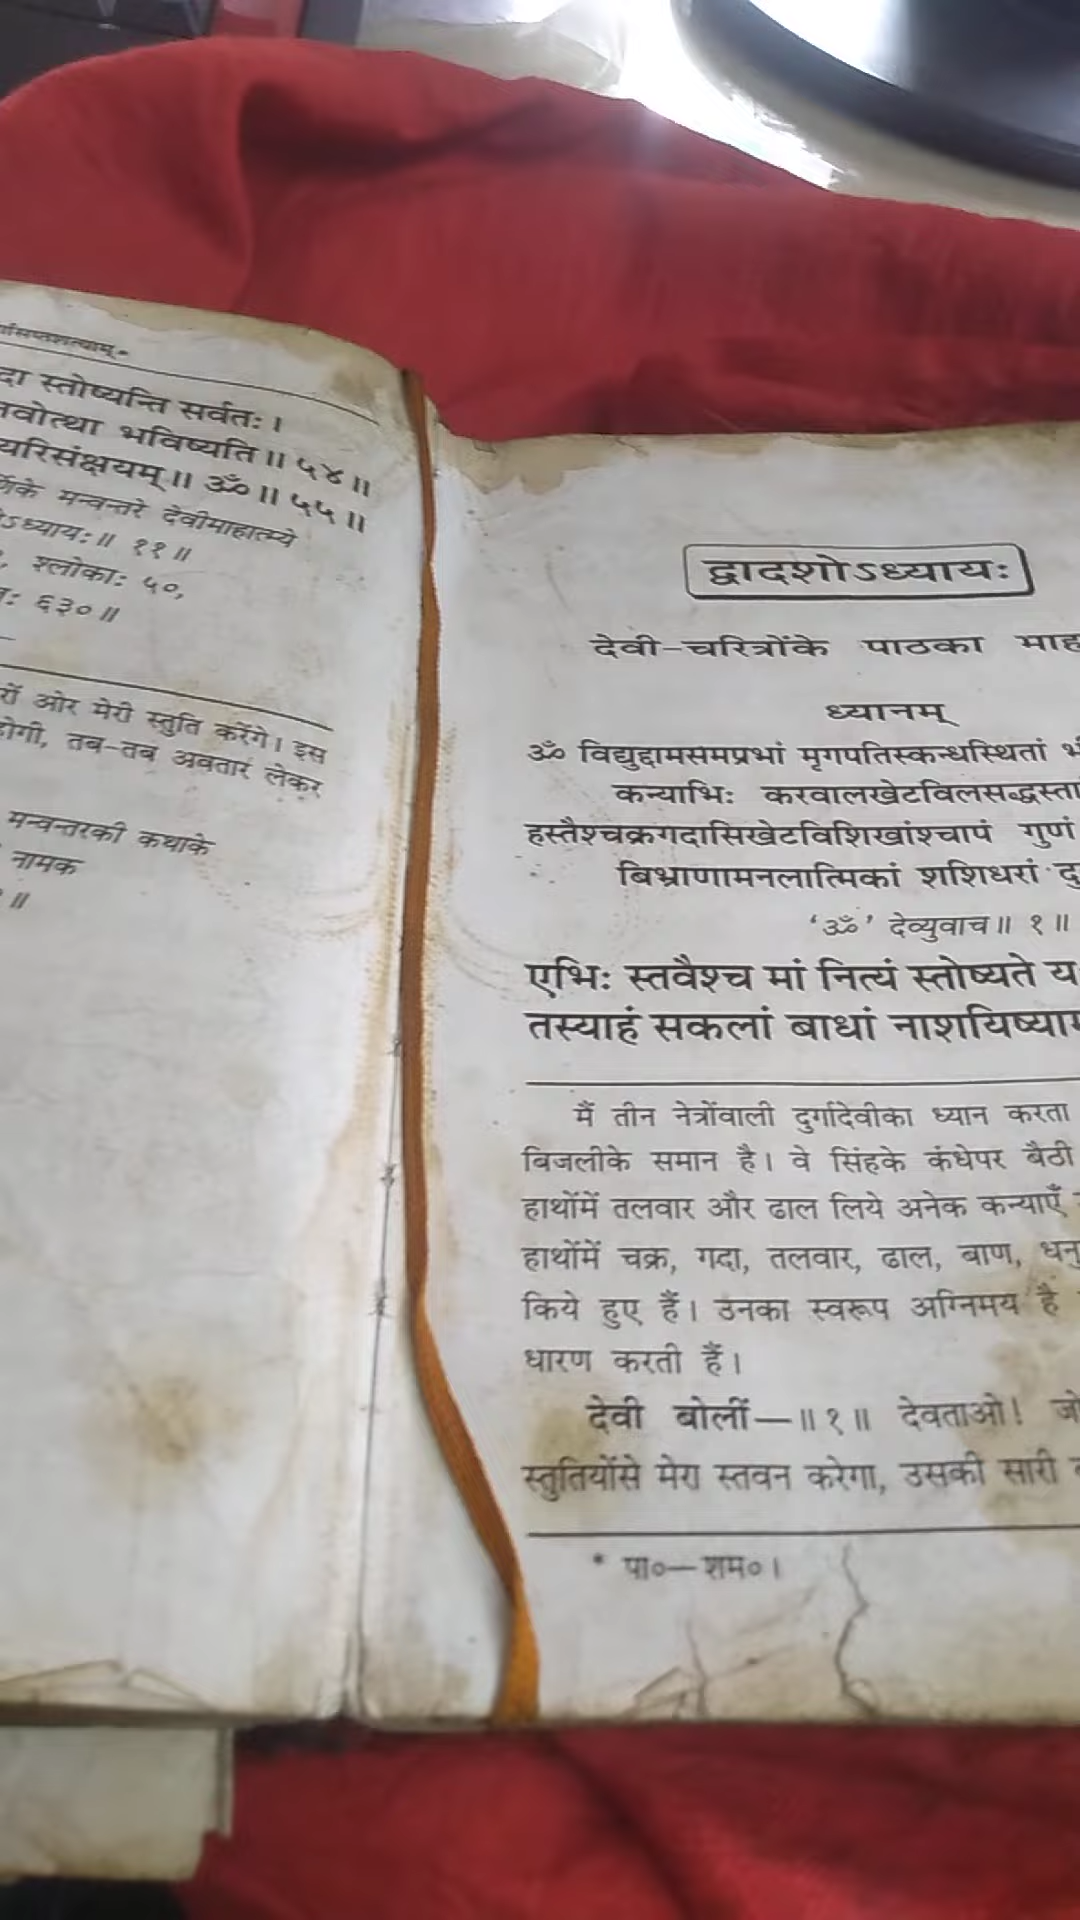 दा स्तोष्यन्ति सर्वतः।
भविष्यति॥ ५४॥
॥ ॐ॥ ५५॥
मन्वन्तरे देवीमाहात्म्ये
ऽध्यायः॥ ११॥
श्लोकाः ५०,
६३०॥
ओर मेरी स्तुति करेंगे। इस
होगी, तब-तब अवतार लेकर
मन्वन्तरकी कथाके
नामक
॥
द्वादशोऽध्यायः
देवी-चरित्रोंके पाठका माह
ध्यानम्
ॐ विद्युद्दामसमप्रभां मृगपतिस्कन्धस्थितां
कन्याभिः करवालखेटविलसद्धस्ता
हस्तैश्चक्रगदासिखेटविशिखांश्चापं गुणं
बिभ्राणामनलात्मिकां शशिधरां दु
‘ॐ’ देव्युवाच॥ १॥
एभिः स्तवैश्च मां नित्यं स्तोष्यते य
तस्याहं सकलां बाधां नाशयिष्याम
मैं तीन नेत्रोंवाली दुर्गादेवीका ध्यान करता
बिजलीके समान है। वे सिंहके कंधेपर बैठी
हाथोंमें तलवार और ढाल लिये अनेक कन्याएँ
हाथोंमें चक्र, गदा, तलवार, ढाल, बाण, धनु
किये हुए हैं। उनका स्वरूप अग्निमय है
धारण करती हैं।
देवी बोलीं—॥१॥ देवताओ! जो
स्तुतियोंसे मेरा स्तवन करेगा, उसकी सारी
* पा०—शम०।